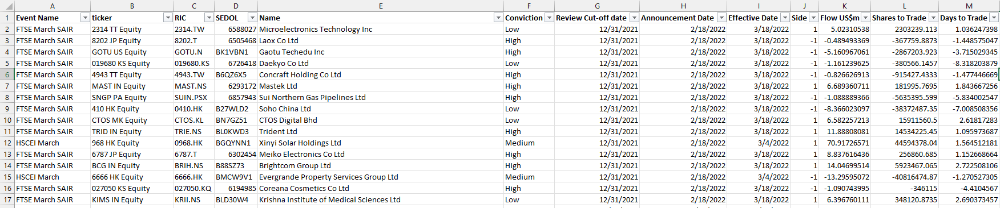 A B C D E F G H I J K L M
1 Event Name ticker RIC SEDOL Name Conviction Review Cut-off date Announcement Date Effective Date Side Flow US$m Shares to Trade Days to Trade
2 FTSE March SAIR 2314 TT Equity 2314.TW 6588027 Microelectronics Technology Inc Low 12/31/2021 2/18/2022 3/18/2022 1 5.02310538 2303239.113 1.036247398
3 FTSE March SAIR 8202 JP Equity 8202.T 6505468 Laox Co Ltd High 12/31/2021 2/18/2022 3/18/2022 -1 -0.489493369 -367759.8873 -1.448575047
4 FTSE March SAIR GOTU US Equity GOTU.N BK1VBN1 Gaotu Techedu Inc High 12/31/2021 2/18/2022 3/18/2022 -1 -5.160967061 -2867203.923 -3.715029345
5 FTSE March SAIR 019680 KS Equity 019680.KS 6726418 Daekyo Co Ltd Low 12/31/2021 2/18/2022 3/18/2022 -1 -1.161239625 -380566.1457 -8.318203879
6 FTSE March SAIR 4943 TT Equity 4943.TW B6QZ6X5 Concraft Holding Co Ltd High 12/31/2021 2/18/2022 3/18/2022 -1 -0.826626913 -915427.4333 -1.477446669
7 FTSE March SAIR MAST IN Equity MAST.NS 6293172 Mastek Ltd High 12/31/2021 2/18/2022 3/18/2022 1 6.689360711 181995.7695 1.843667256
8 FTSE March SAIR SNGP PA Equity SUIN.PSX 6857943 Sui Northern Gas Pipelines Ltd High 12/31/2021 2/18/2022 3/18/2022 -1 -1.088889366 -5635395.599 -5.834002547
9 FTSE March SAIR 410 HK Equity 0410.HK B27WLD2 Soho China Ltd Low 12/31/2021 2/18/2022 3/18/2022 -1 -8.366023097 -38372487.35 -7.008508356
10 FTSE March SAIR CTOS MK Equity CTOS.KL BN7GZ51 CTOS Digital Bhd Low 12/31/2021 2/18/2022 3/18/2022 1 6.582257213 15911560.5 2.61817283
11 FTSE March SAIR TRID IN Equity TRIE.NS BL0KWD3 Trident Ltd High 12/31/2021 2/18/2022 3/18/2022 1 11.88808081 14534225.45 1.095973687
12 HSCEI March 968 HK Equity 0968.HK BGQYNN1 Xinyi Solar Holdings Ltd Medium 12/31/2021 2/18/2022 3/4/2022 1 70.91726571 44594378.04 1.564512181
13 FTSE March SAIR 6787 JP Equity 6787.T 6302454 Meiko Electronics Co Ltd High 12/31/2021 2/18/2022 3/18/2022 1 8.837616436 256860.685 1.152668664
14 FTSE March SAIR BCG IN Equity BRIH.NS B88SZ73 Brightcom Group Ltd High 12/31/2021 2/18/2022 3/18/2022 1 14.04699514 5923467.065 2.722508106
15 HSCEI March 6666 HK Equity 6666.HK BMCW9V1 Evergrande Property Services Group Ltd Medium 12/31/2021 2/18/2022 3/4/2022 -1 -13.29595072 -40816474.87 -1.270527305
16 FTSE March SAIR 027050 KS Equity 027050.KQ 6194985 Coreana Cosmetics Co Ltd High 12/31/2021 2/18/2022 3/18/2022 -1 -1.090743995 -346115 -4.4104567
17 FTSE March SAIR KIMS IN Equity KRII.NS BLD30W4 Krishna Institute of Medical Sciences Ltd Low 12/31/2021 2/18/2022 3/18/2022 1 6.396760111 348120.8735 2.690373457